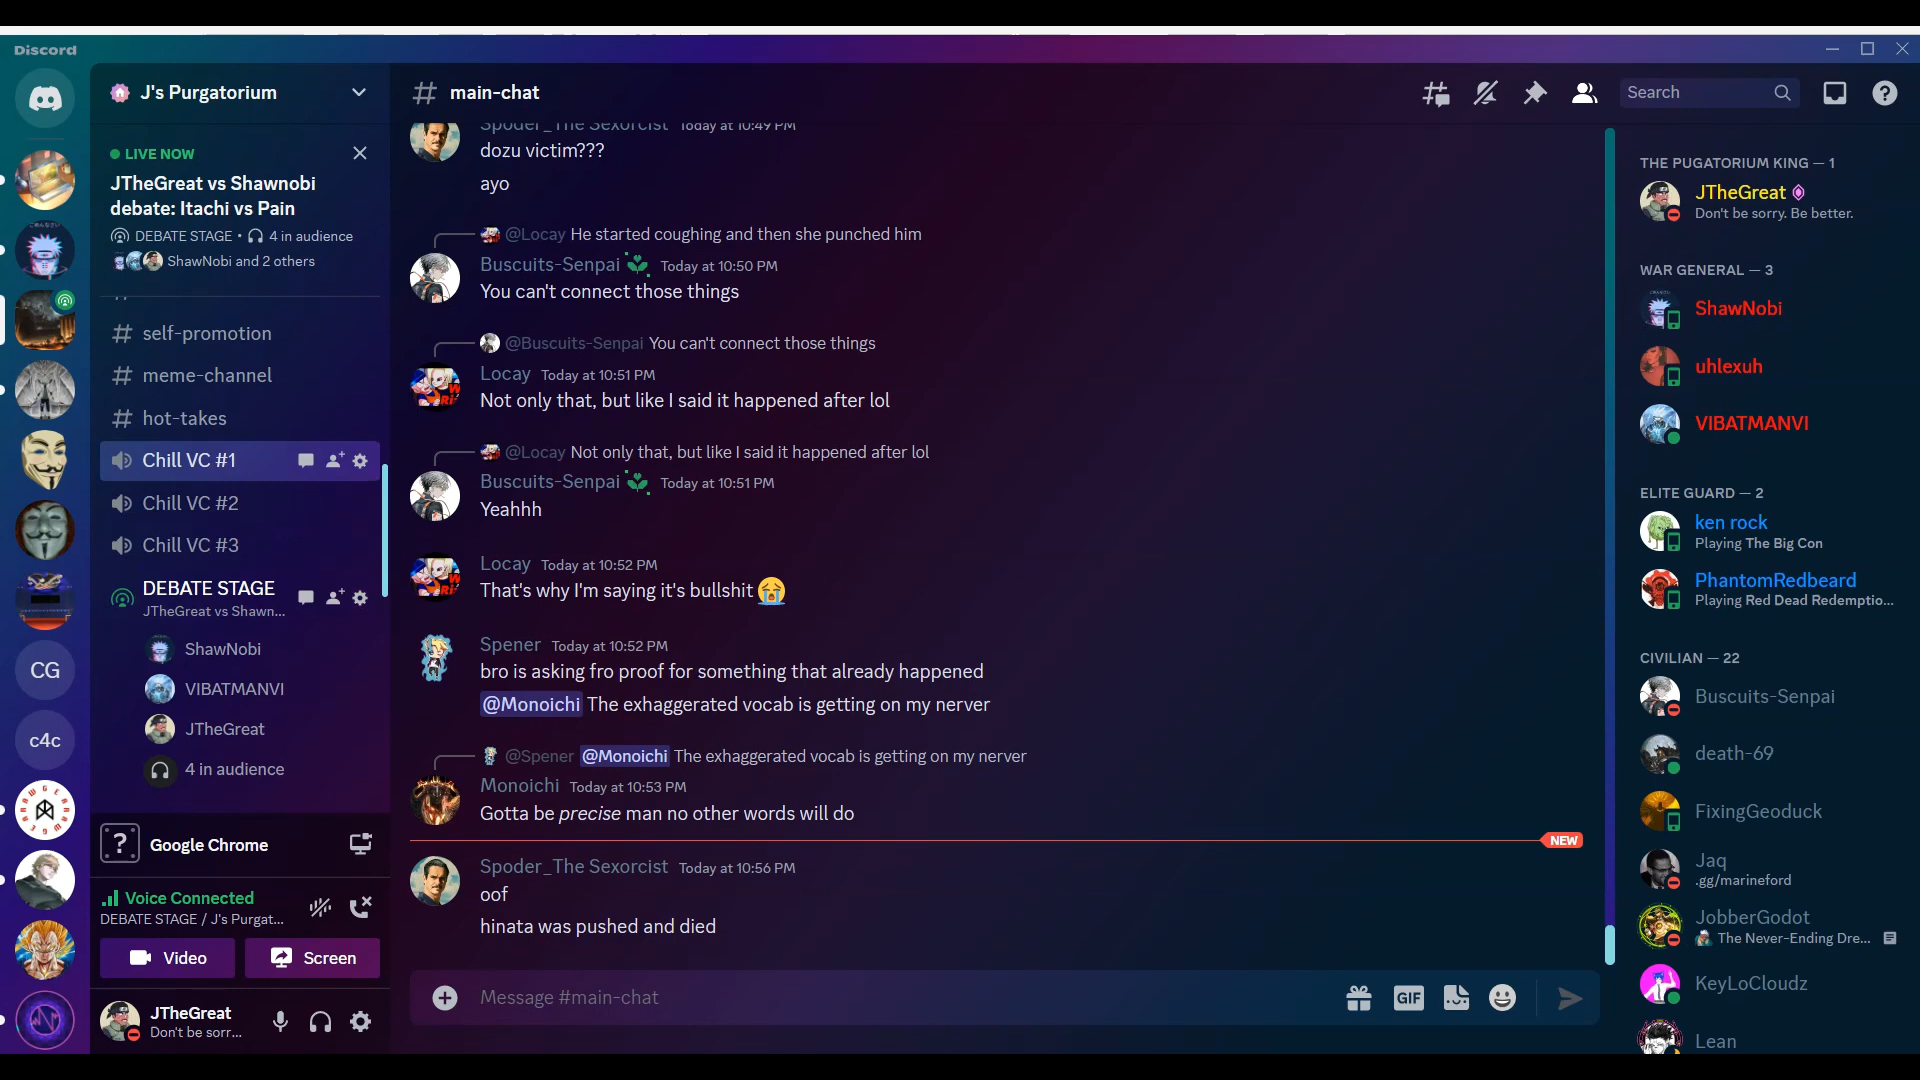 Discord
J's Purgatorium
LIVE NOW
JTheGreat vs Shawnobi
debate: Itachi vs Pain
DEBATE STAGE • 4 in audience
ShawNobi and 2 others
self-promotion
meme-channel
hot-takes
Chill VC #1
Chill VC #2
Chill VC #3
DEBATE STAGE
JTheGreat vs Shawn...
ShawNobi
VIBATMANVI
JTheGreat
4 in audience
CG
c4c
? Google Chrome
Voice Connected
DEBATE STAGE / J's Purgat...
Video Screen
JTheGreat
Don't be sorr...
# main-chat
Search
Spoder_The Sexorcist Today at 10:49 PM
dozu victim???
ayo
@Locay He started coughing and then she punched him
Buscuits-Senpai Today at 10:50 PM
You can't connect those things
@Buscuits-Senpai You can't connect those things
Locay Today at 10:51 PM
Not only that, but like I said it happened after lol
@Locay Not only that, but like I said it happened after lol
Buscuits-Senpai Today at 10:51 PM
Yeahhh
Locay Today at 10:52 PM
That's why I'm saying it's bullshit 😭
Spener Today at 10:52 PM
bro is asking fro proof for something that already happened
@Monoichi The exhaggerated vocab is getting on my nerver
@Spener @Monoichi The exhaggerated vocab is getting on my nerver
Monoichi Today at 10:53 PM
Gotta be precise man no other words will do
NEW
Spoder_The Sexorcist Today at 10:56 PM
oof
hinata was pushed and died
Message #main-chat
GIF
THE PUGATORIUM KING — 1
JTheGreat
Don't be sorry. Be better.
WAR GENERAL — 3
ShawNobi
uhlexuh
VIBATMANVI
ELITE GUARD — 2
ken rock
Playing The Big Con
PhantomRedbeard
Playing Red Dead Redemptio...
CIVILIAN — 22
Buscuits-Senpai
death-69
FixingGeoduck
Jaq
.gg/marineford
JobberGodot
The Never-Ending Dre...
KeyLoCloudz
Lean